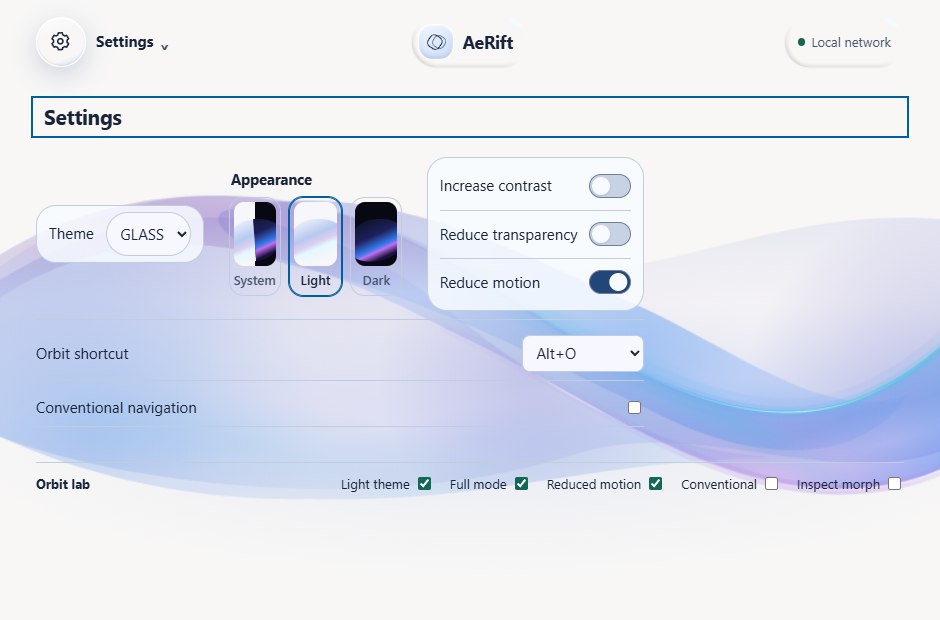 Settings
AeRift
Local network
Settings
Theme
GLASS
Appearance
System
Light
Dark
Increase contrast
Reduce transparency
Reduce motion
Orbit shortcut
Alt+O
Conventional navigation
Orbit lab
Light theme
Full mode
Reduced motion
Conventional
Inspect morph